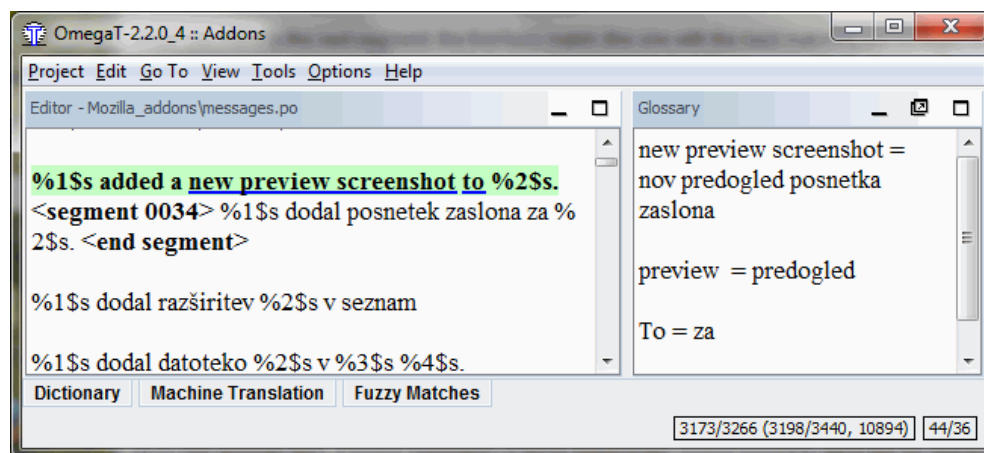 OmegaT-2.2.0_4 :: Addons
Project Edit Go To View Tools Options Help
Editor - Mozilla_addons\messages.po
%1$s added a new preview screenshot to %2$s.
<segment 0034> %1$s dodal posnetek zaslona za %
2$s. <end segment>
%1$s dodal razširitev %2$s v seznam
%1$s dodal datoteko %2$s v %3$s %4$s.
Glossary
new preview screenshot =
nov predogled posnetka
zaslona
preview = predogled
To = za
Dictionary Machine Translation Fuzzy Matches
3173/3266 (3198/3440, 10894) 44/36